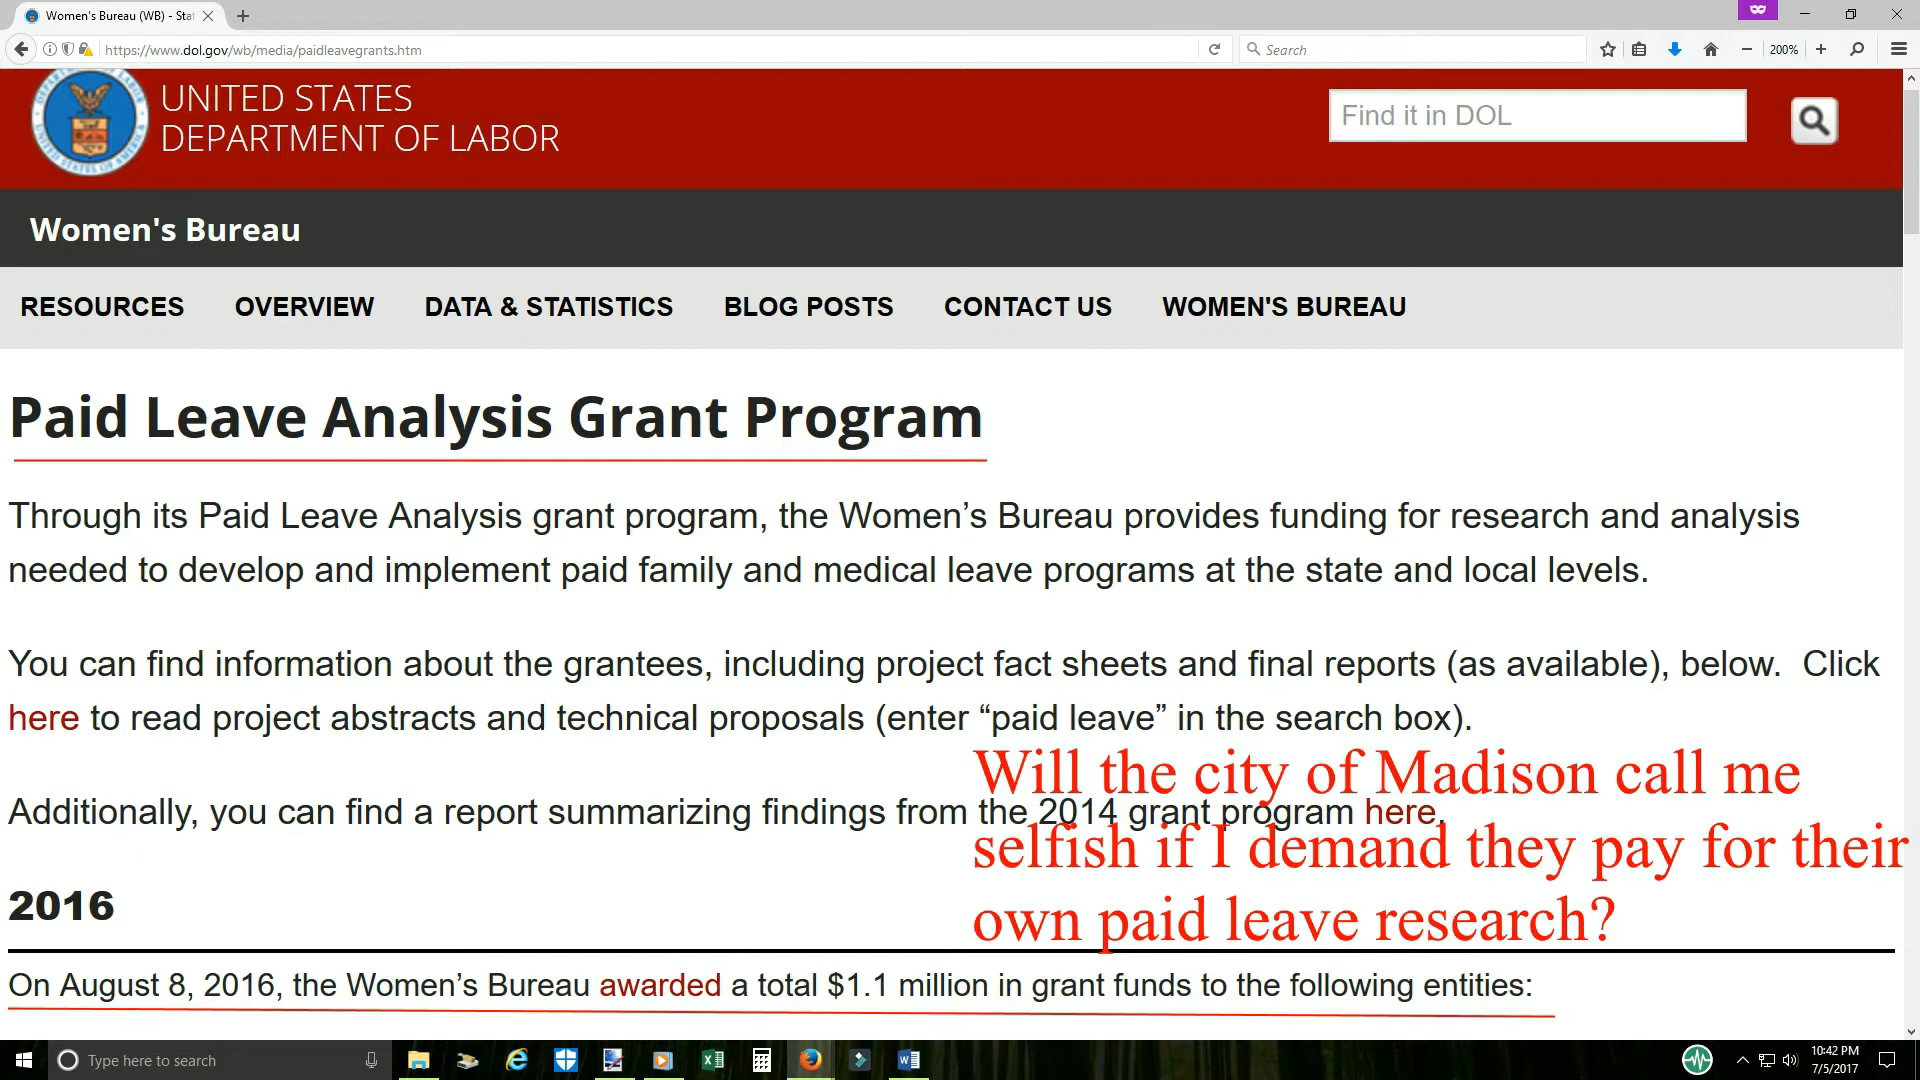 Women's Bureau (WB) - Sta
https://www.dol.gov/wb/media/paidleavegrants.htm
Search
200%
UNITED STATES
DEPARTMENT OF LABOR
Find it in DOL
Women's Bureau
RESOURCES OVERVIEW DATA & STATISTICS BLOG POSTS CONTACT US WOMEN'S BUREAU
Paid Leave Analysis Grant Program
Through its Paid Leave Analysis grant program, the Women’s Bureau provides funding for research and analysis
needed to develop and implement paid family and medical leave programs at the state and local levels.
You can find information about the grantees, including project fact sheets and final reports (as available), below. Click
here to read project abstracts and technical proposals (enter “paid leave” in the search box).
Additionally, you can find a report summarizing findings from the 2014 grant program here.
Will the city of Madison call me
selfish if I demand they pay for their
own paid leave research?
2016
On August 8, 2016, the Women’s Bureau awarded a total $1.1 million in grant funds to the following entities:
Type here to search
10:42 PM
7/5/2017